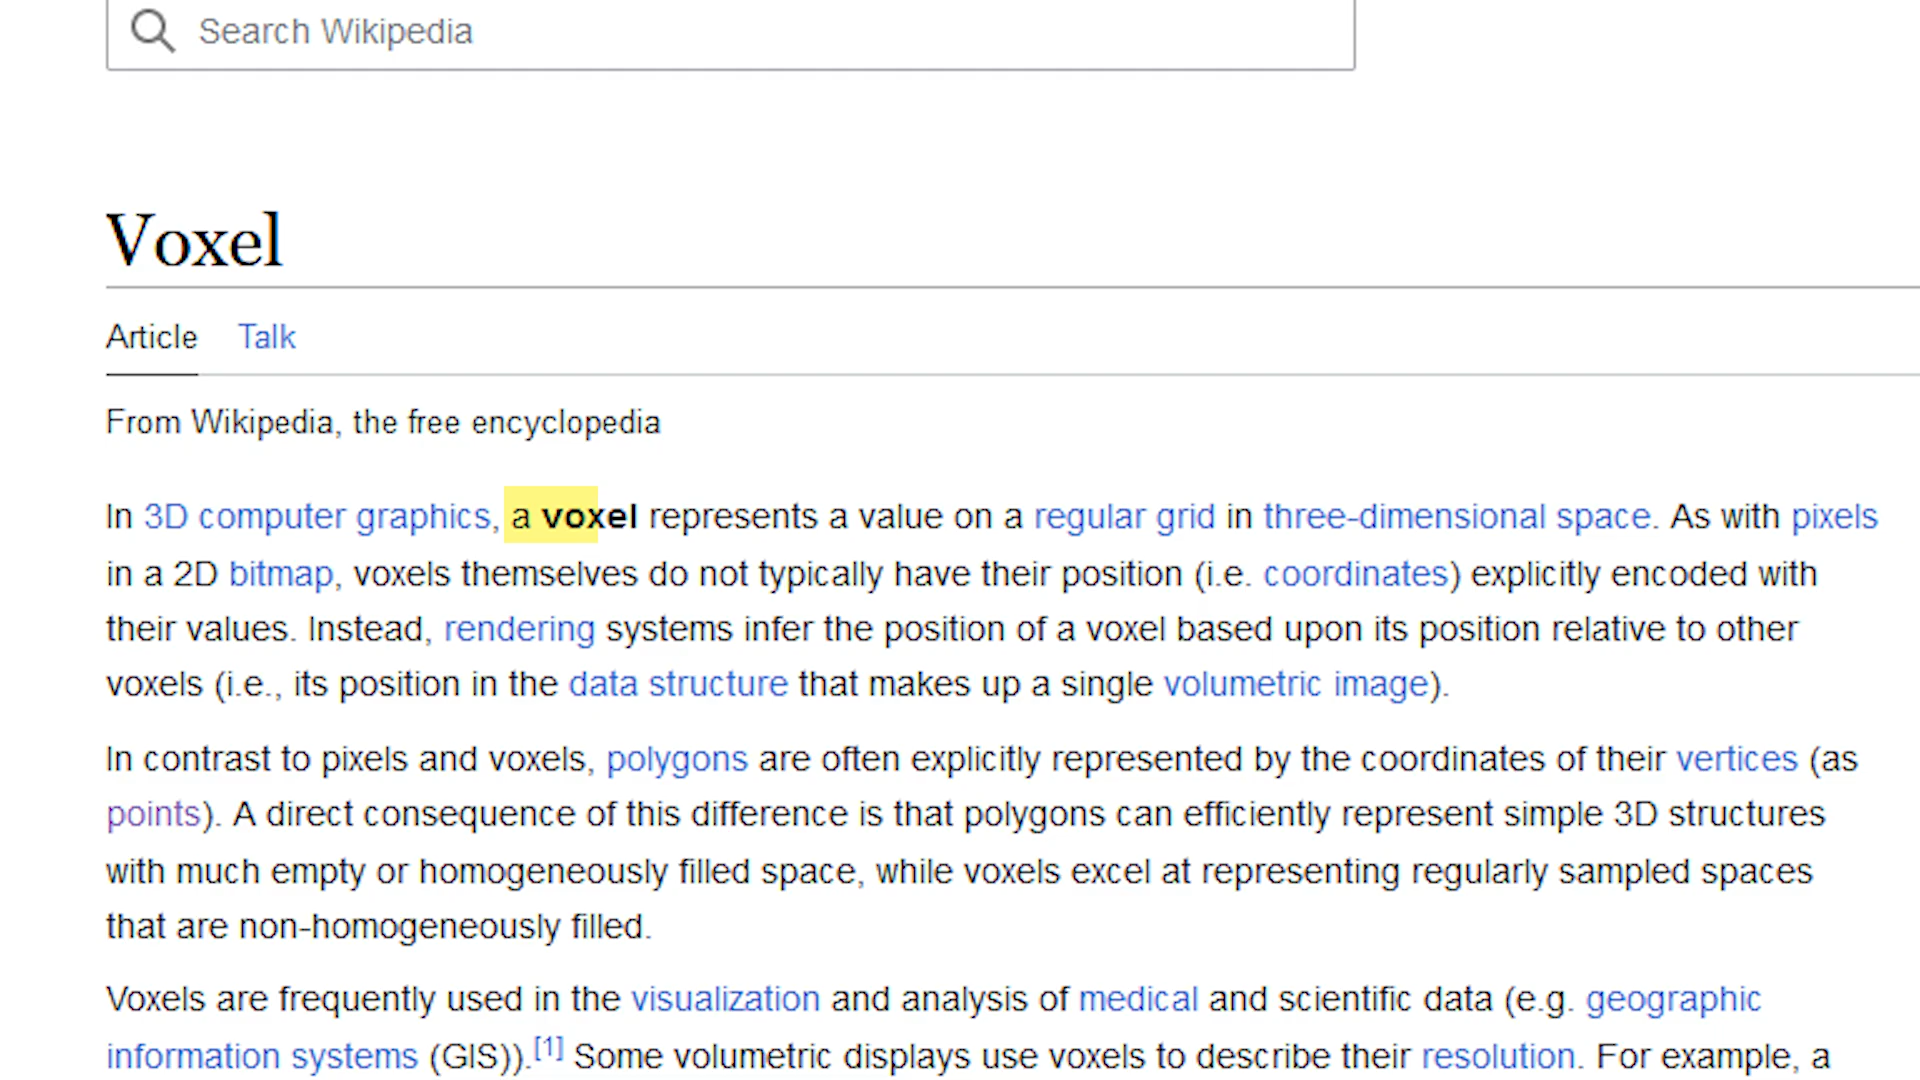 Search Wikipedia
Voxel
Article Talk
From Wikipedia, the free encyclopedia
In 3D computer graphics, a voxel represents a value on a regular grid in three-dimensional space. As with pixels
in a 2D bitmap, voxels themselves do not typically have their position (i.e. coordinates) explicitly encoded with
their values. Instead, rendering systems infer the position of a voxel based upon its position relative to other
voxels (i.e., its position in the data structure that makes up a single volumetric image).
In contrast to pixels and voxels, polygons are often explicitly represented by the coordinates of their vertices (as
points). A direct consequence of this difference is that polygons can efficiently represent simple 3D structures
with much empty or homogeneously filled space, while voxels excel at representing regularly sampled spaces
that are non-homogeneously filled.
Voxels are frequently used in the visualization and analysis of medical and scientific data (e.g. geographic
information systems (GIS)).[1] Some volumetric displays use voxels to describe their resolution. For example, a